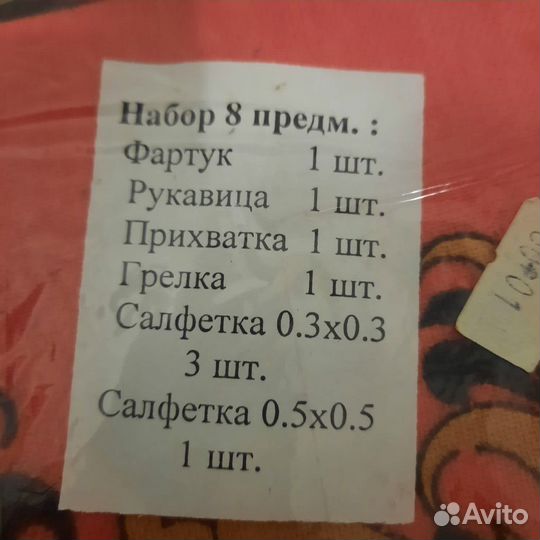 Набор 8 предм. :
Фартук 1 шт.
Рукавица 1 шт.
Прихватка 1 шт.
Грелка 1 шт.
Салфетка 0.3х0.3
3 шт.
Салфетка 0.5х0.5
1 шт.
Avito